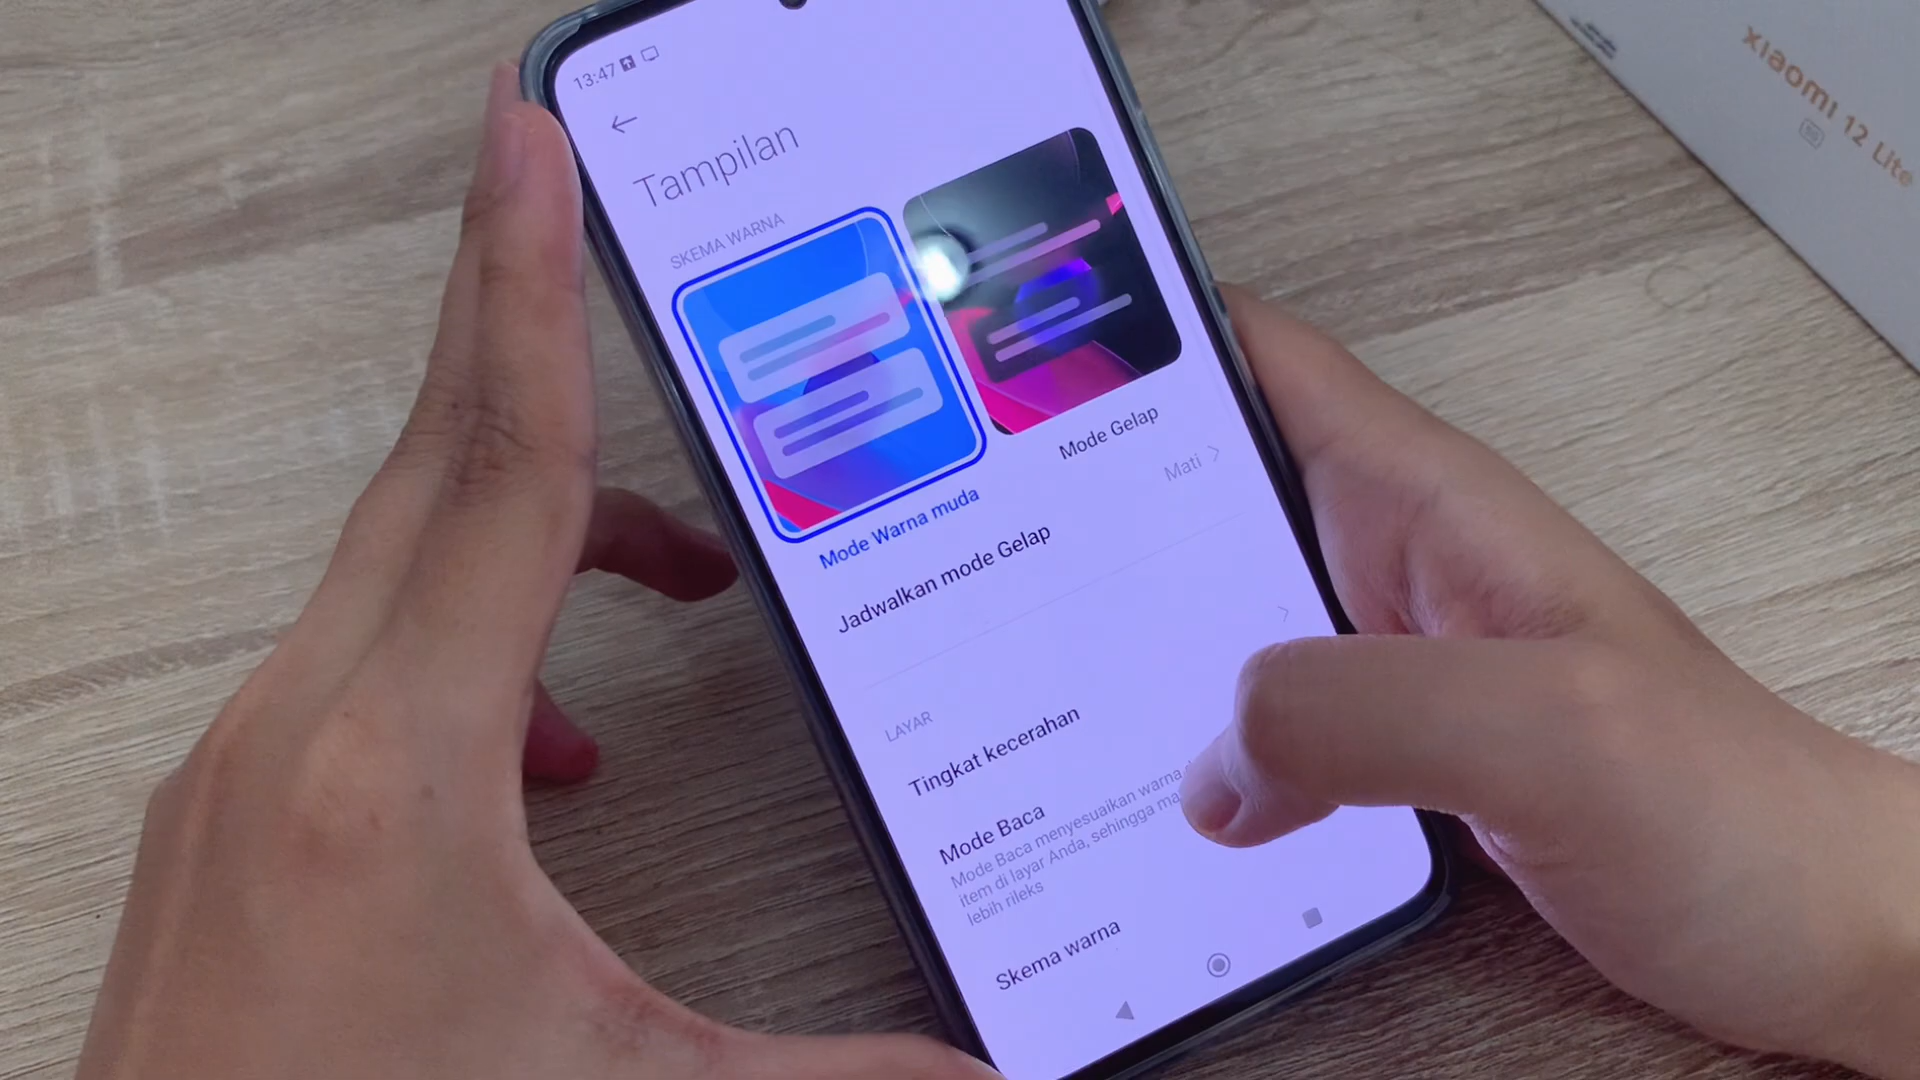 13:47
Tampilan
SKEMA WARNA
Mode Warna muda
Mode Gelap
Jadwalkan mode Gelap
Mati
LAYAR
Tingkat kecerahan
Mode Baca
Mode Baca menyesuaikan warna
item di layar Anda, sehingga
lebih rileks
Skema warna
xiaomi 12 Lite
5G